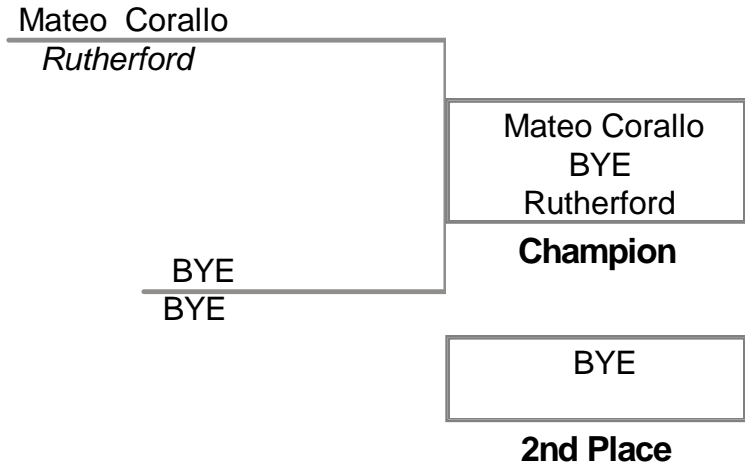 Mateo Corallo
Rutherford
Mateo Corallo
BYE
Rutherford
Champion
BYE
BYE
BYE
2nd Place